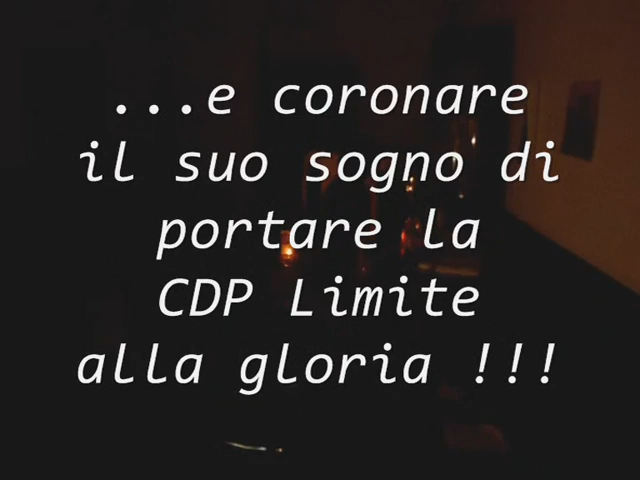 ...e coronare
il suo sogno di
portare la
CDP Limite
alla gloria !!!